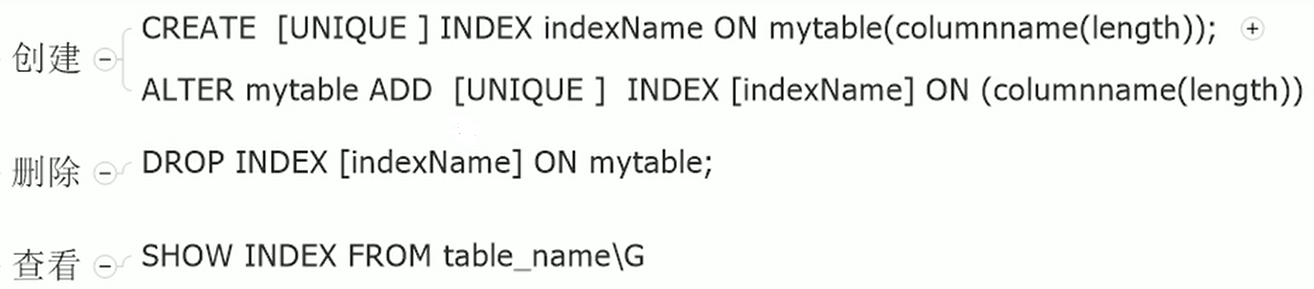 创建
CREATE  [UNIQUE ] INDEX indexName ON mytable(columnname(length));
ALTER mytable ADD  [UNIQUE ]  INDEX [indexName] ON (columnname(length))
删除
DROP INDEX [indexName] ON mytable;
查看
SHOW INDEX FROM table_name\G